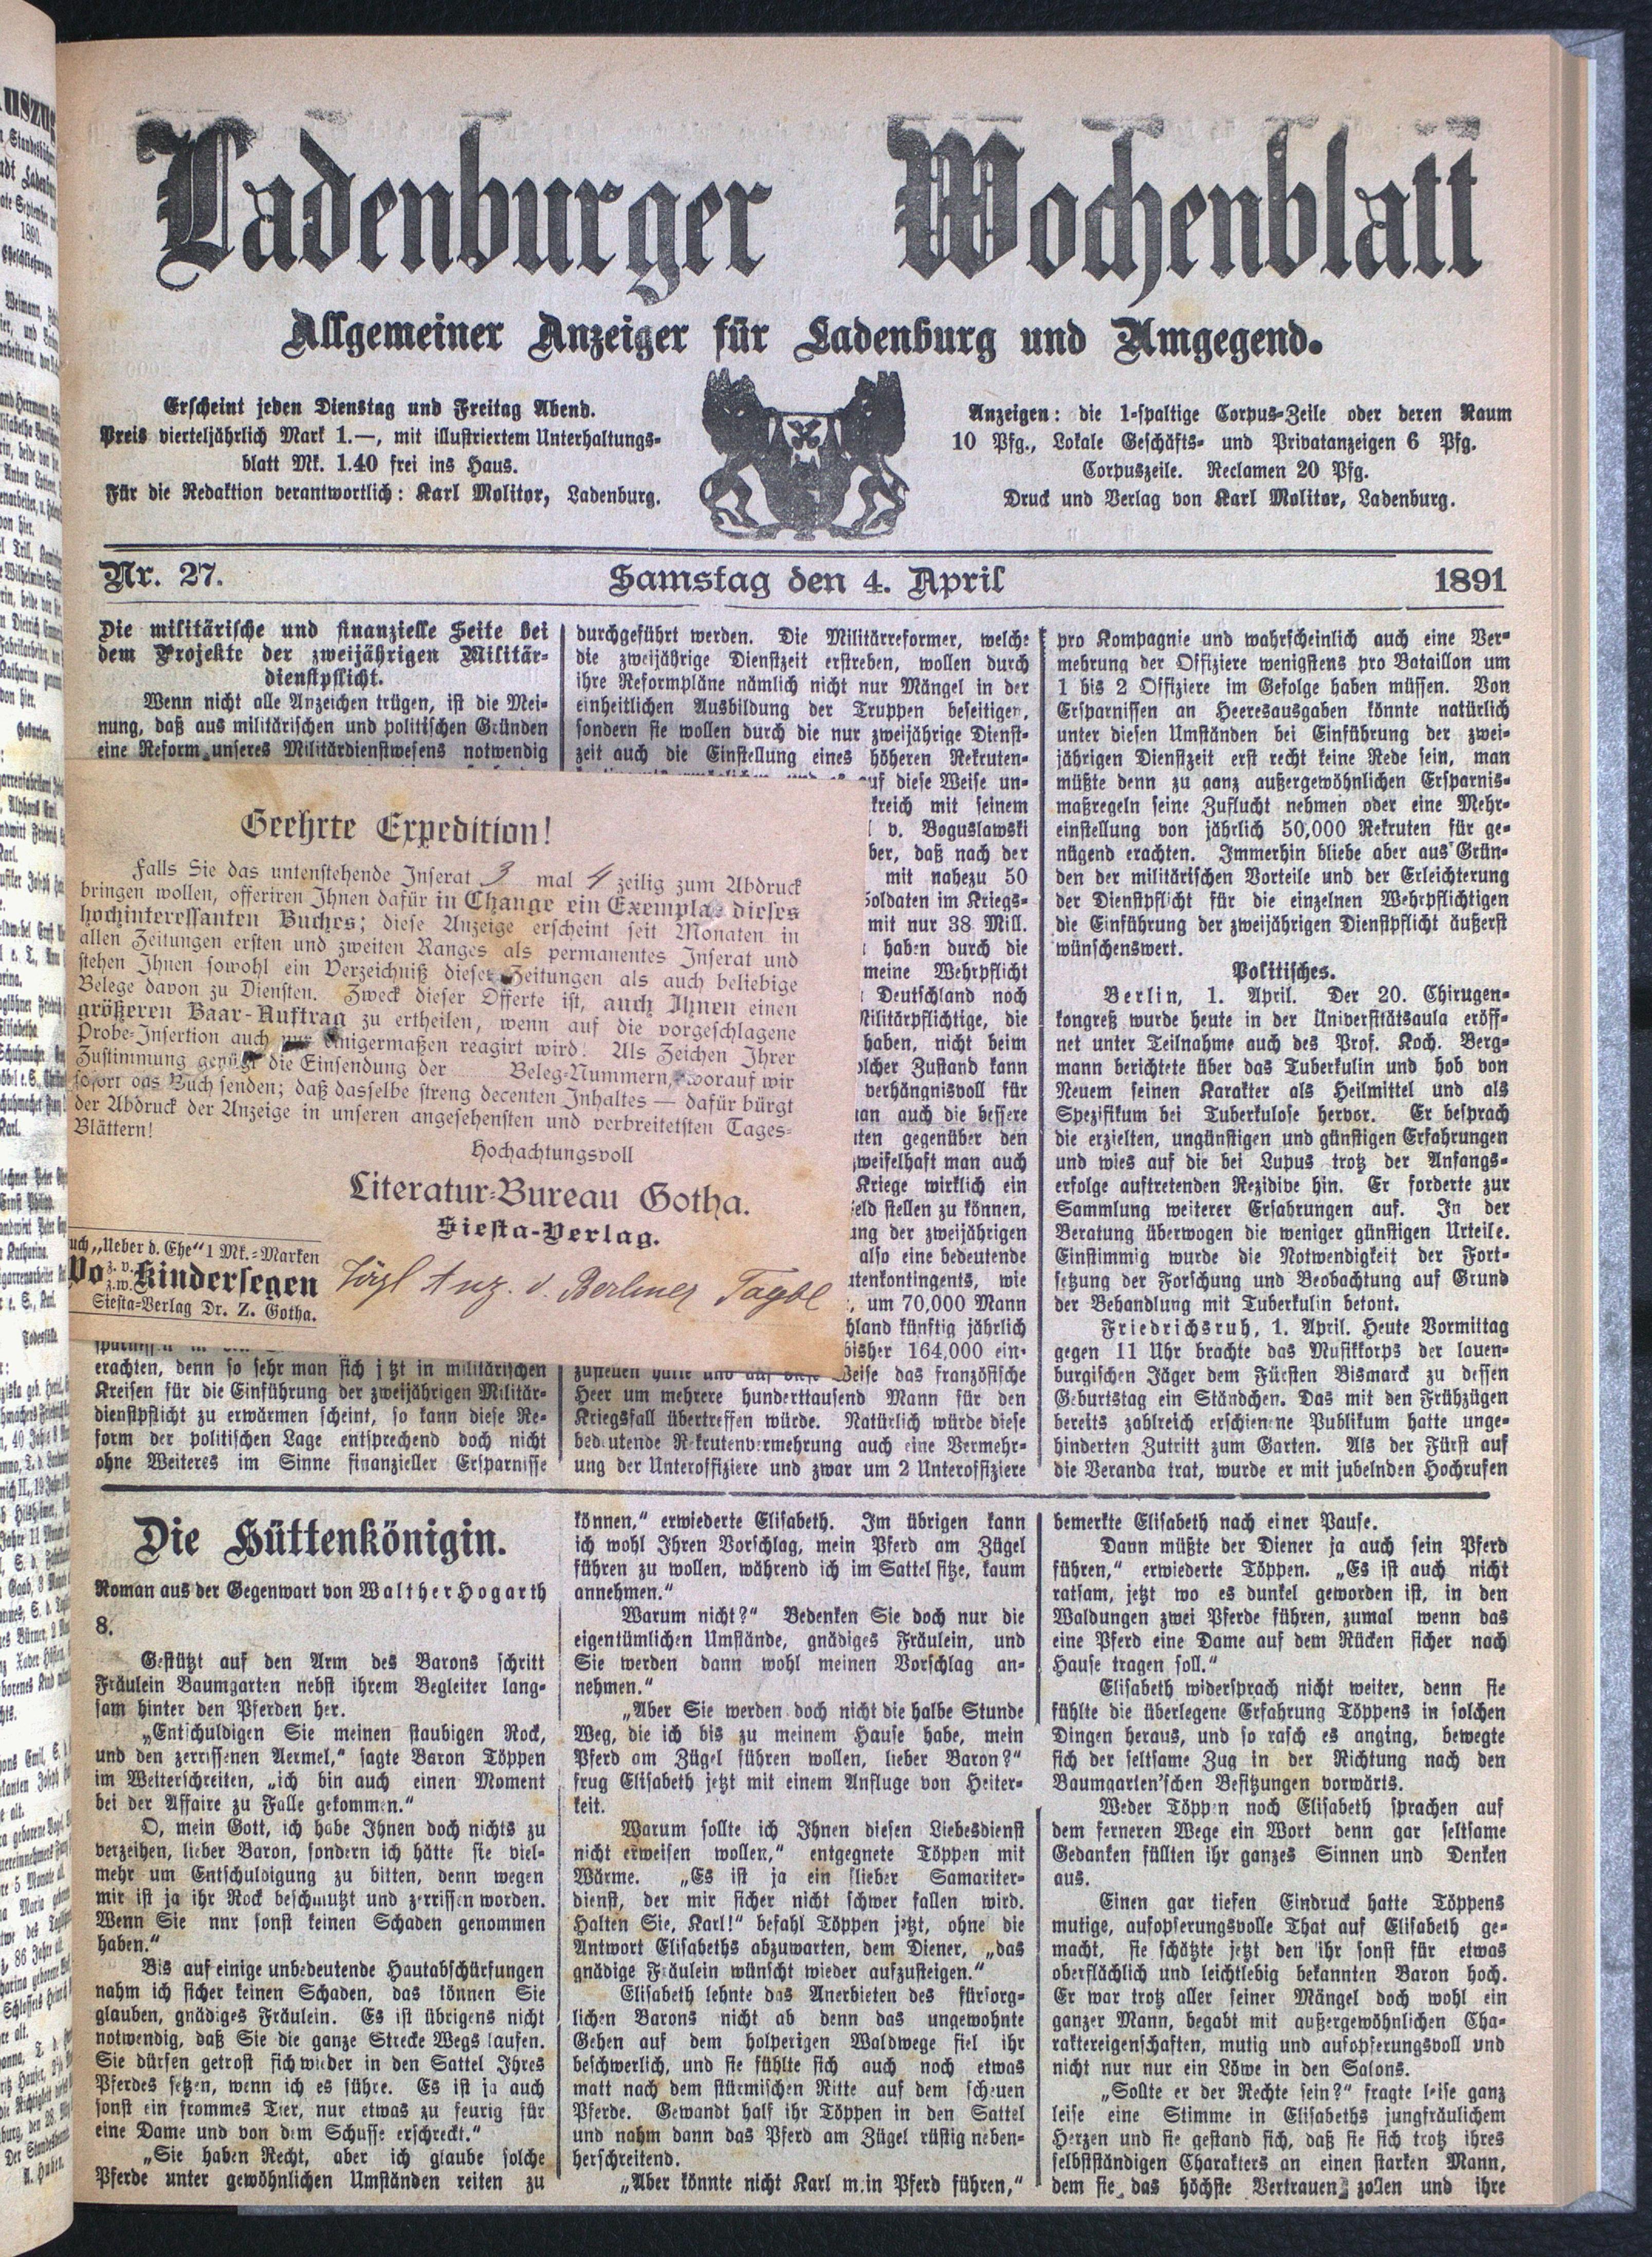 Ladenburger Wochenblatt
Allgemeiner Anzeiger für Ladenburg und Umgegend.
Erscheint jeden Dienstag und Freitag Abend.
Preis vierteljährlich Mark 1.—, mit illustriertem Unterhaltungs-
blatt Mk. 1.40 frei ins Haus.
Für die Redaktion verantwortlich: Karl Molitor, Ladenburg.
Anzeigen: die 1-spaltige Corpus-Zeile oder deren Raum
10 Pfg., Lokale Geschäfts- und Privatanzeigen 6 Pfg.
Corpuszeile. Reclamen 20 Pfg.
Druck und Verlag von Karl Molitor, Ladenburg.
Nr. 27.
Samstag den 4. April
1891
Die militärische und finanzielle Seite bei
dem Projekte der zweijährigen Militär-
dienstpflicht.
Wenn nicht alle Anzeichen trügen, ist die Mei-
nung, daß aus militärischen und politischen Gründen
eine Reform unseres Militärdienstwesens notwendig
Geehrte Expedition!
Falls Sie das untenstehende Inserat 3 mal 4 zeilig zum Abdruck
bringen wollen, offeriren Ihnen dafür in Change ein Exemplar dieses
hochinteressanten Buches; diese Anzeige erscheint seit Monaten in
allen Zeitungen ersten und zweiten Ranges als permanentes Inserat und
stehen Ihnen sowohl ein Verzeichniß dieser Zeitungen als auch beliebige
Belege davon zu Diensten. Zweck dieser Offerte ist, auch Ihnen einen
größeren Baar-Auftrag zu ertheilen, wenn auf die vorgeschlagene
Probe-Insertion auch nur einigermaßen reagirt wird. Als Zeichen Ihrer
Zustimmung genügt die Einsendung der Beleg-Nummern, worauf wir
sofort das Buch senden; daß dasselbe streng decenten Inhaltes — dafür bürgt
der Abdruck der Anzeige in unseren angesehensten und verbreitetsten Tages-
Blättern!
Hochachtungsvoll
Literatur-Bureau Gotha.
Siesta-Verlag.
uch „Ueber d. Ehe“ 1 Mk.-Marken
Wo z. v. z.w. Kindersegen
Siesta-Verlag Dr. Z. Gotha.
Vergl Anz. v. Berliner Tagbl
erachten, denn so sehr man sich jtzt in militärischen
Kreisen für die Einführung der zweijährigen Militär-
dienstpflicht zu erwärmen scheint, so kann diese Re-
form der politischen Lage entsprechend doch nicht
ohne Weiteres im Sinne finanzieller Ersparnisse
durchgeführt werden. Die Militärreformer, welche
die zweijährige Dienstzeit erstreben, wollen durch
ihre Reformpläne nämlich nicht nur Mängel in der
einheitlichen Ausbildung der Truppen beseitigen,
sondern sie wollen durch die nur zweijährige Dienst-
zeit auch die Einstellung eines höheren Rekruten-
auf diese Weise un-
kreich mit seinem
v. Boguslawski
ber, daß nach der
mit nahezu 50
Soldaten im Kriegs-
mit nur 38 Mill.
haben durch die
meine Wehrpflicht
Deutschland noch
Militärpflichtige, die
haben, nicht beim
olcher Zustand kann
verhängnisvoll für
an auch die bessere
ten gegenüber den
zweifelhaft man auch
Kriege wirklich ein
eld stellen zu können,
ung der zweijährigen
also eine bedeutende
utenkontingents, wie
, um 70,000 Mann
hland künftig jährlich
bisher 164,000 ein-
zustellen hätte und auf diese Weise das französische
Heer um mehrere hunderttausend Mann für den
Kriegsfall übertreffen würde. Natürlich würde diese
bedeutende Rekrutenvermehrung auch eine Vermehr-
ung der Unteroffiziere und zwar um 2 Unteroffiziere
pro Kompagnie und wahrscheinlich auch eine Ver-
mehrung der Offiziere wenigstens pro Bataillon um
1 bis 2 Offiziere im Gefolge haben müssen. Von
Ersparnissen an Heeresausgaben könnte natürlich
unter diesen Umständen bei Einführung der zwei-
jährigen Dienstzeit erst recht keine Rede sein, man
müßte denn zu ganz außergewöhnlichen Ersparnis-
maßregeln seine Zuflucht nehmen oder eine Mehr-
einstellung von jährlich 50,000 Rekruten für ge-
nügend erachten. Immerhin bliebe aber aus Grün-
den der militärischen Vorteile und der Erleichterung
der Dienstpflicht für die einzelnen Wehrpflichtigen
die Einführung der zweijährigen Dienstpflicht äußerst
wünschenswert.
Politisches.
Berlin, 1. April. Der 20. Chirugen-
kongreß wurde heute in der Universitätsaula eröff-
net unter Teilnahme auch des Prof. Koch. Berg-
mann berichtete über das Tuberkulin und hob von
Neuem seinen Karakter als Heilmittel und als
Spezifikum bei Tuberkulose hervor. Er besprach
die erzielten, ungünstigen und günstigen Erfahrungen
und wies auf die bei Lupus trotz der Anfangs-
erfolge auftretenden Rezidive hin. Er forderte zur
Sammlung weiterer Erfahrungen auf. In der
Beratung überwogen die weniger günstigen Urteile.
Einstimmig wurde die Notwendigkeit der Fort-
setzung der Forschung und Beobachtung auf Grund
der Behandlung mit Tuberkulin betont.
Friedrichsruh, 1. April. Heute Vormittag
gegen 11 Uhr brachte das Musikkorps der lauen-
burgischen Jäger dem Fürsten Bismarck zu dessen
Geburtstag ein Ständchen. Das mit den Frühzügen
bereits zahlreich erschienene Publikum hatte unge-
hinderten Zutritt zum Garten. Als der Fürst auf
die Veranda trat, wurde er mit jubelnden Hochrufen
Die Hüttenkönigin.
Roman aus der Gegenwart von Walther Hogarth
8.
Gestützt auf den Arm des Barons schritt
Fräulein Baumgarten nebst ihrem Begleiter lang-
sam hinter den Pferden her.
„Entschuldigen Sie meinen staubigen Rock,
und den zerrissenen Aermel,“ sagte Baron Töppen
im Weiterschreiten, „ich bin auch einen Moment
bei der Affaire zu Falle gekommen.“
O, mein Gott, ich habe Ihnen doch nichts zu
verzeihen, lieber Baron, sondern ich hätte sie viel-
mehr um Entschuldigung zu bitten, denn wegen
mir ist ja ihr Rock beschmutzt und zerrissen worden.
Wenn Sie nnr sonst keinen Schaden genommen
haben.“
Bis auf einige unbedeutende Hautabschürfungen
nahm ich sicher keinen Schaden, das können Sie
glauben, gnädiges Fräulein. Es ist übrigens nicht
notwendig, daß Sie die ganze Strecke Wegs laufen.
Sie dürfen getrost sich wieder in den Sattel Ihres
Pferdes setzen, wenn ich es führe. Es ist ja auch
sonst ein frommes Tier, nur etwas zu feurig für
eine Dame und von dem Schusse erschreckt.“
„Sie haben Recht, aber ich glaube solche
Pferde unter gewöhnlichen Umständen reiten zu
können,“ erwiederte Elisabeth. Im übrigen kann
ich wohl Ihren Vorschlag, mein Pferd am Zügel
führen zu wollen, während ich im Sattel sitze, kaum
annehmen.“
Warum nicht?“ Bedenken Sie doch nur die
eigentümlichen Umstände, gnädiges Fräulein, und
Sie werden dann wohl meinen Vorschlag an-
nehmen.“
„Aber Sie werden doch nicht die halbe Stunde
Weg, die ich bis zu meinem Hause habe, mein
Pferd am Zügel führen wollen, lieber Baron?“
frug Elisabeth jetzt mit einem Anfluge von Heiter-
keit.
Warum sollte ich Ihnen diesen Liebesdienst
nicht erweisen wollen,“ entgegnete Töppen mit
Wärme. „Es ist ja ein slieber Samariter-
dienst, der mir sicher nicht schwer fallen wird.
Halten Sie, Karl!“ befahl Töppen jetzt, ohne die
Antwort Elisabeths abzuwarten, dem Diener, „das
gnädige Fräulein wünscht wieder aufzusteigen.“
Elisabeth lehnte das Anerbieten des fürsorg-
lichen Barons nicht ab denn das ungewohnte
Gehen auf dem holperigen Waldwege fiel ihr
beschwerlich, und sie fühlte sich auch noch etwas
matt nach dem stürmischen Ritte auf dem scheuen
Pferde. Gewandt half ihr Töppen in den Sattel
und nahm dann das Pferd am Zügel rüstig neben-
herschreitend.
„Aber könnte nicht Karl mein Pferd führen,“
bemerkte Elisabeth nach einer Pause.
Dann müßte der Diener ja auch sein Pferd
führen,“ erwiederte Töppen. „Es ist auch nicht
ratsam, jetzt wo es dunkel geworden ist, in den
Waldungen zwei Pferde führen, zumal wenn das
eine Pferd eine Dame auf dem Rücken sicher nach
Hause tragen soll.“
Elisabeth widersprach nicht weiter, denn sie
fühlte die überlegene Erfahrung Töppens in solchen
Dingen heraus, und so rasch es anging, bewegte
sich der seltsame Zug in der Richtung nach den
Baumgarten'schen Besitzungen vorwärts.
Weder Töppen noch Elisabeth sprachen auf
dem ferneren Wege ein Wort denn gar seltsame
Gedanken füllten ihr ganzes Sinnen und Denken
aus.
Einen gar tiefen Eindruck hatte Töppens
mutige, aufopferungsvolle That auf Elisabeth ge-
macht, sie schätzte jetzt den ihr sonst für etwas
oberflächlich und leichtlebig bekannten Baron hoch.
Er war trotz aller seiner Mängel doch wohl ein
ganzer Mann, begabt mit außergewöhnlichen Cha-
raktereigenschaften, mutig und aufopferungsvoll und
nicht nur nur ein Löwe in den Salons.
„Sollte er der Rechte sein?“ fragte leise ganz
leise eine Stimme in Elisabeths jungfräulichem
Herzen und sie gestand sich, daß sie sich trotz ihres
selbstständigen Charakters an einen starken Mann,
dem sie das höchste Vertrauen zollen und ihre